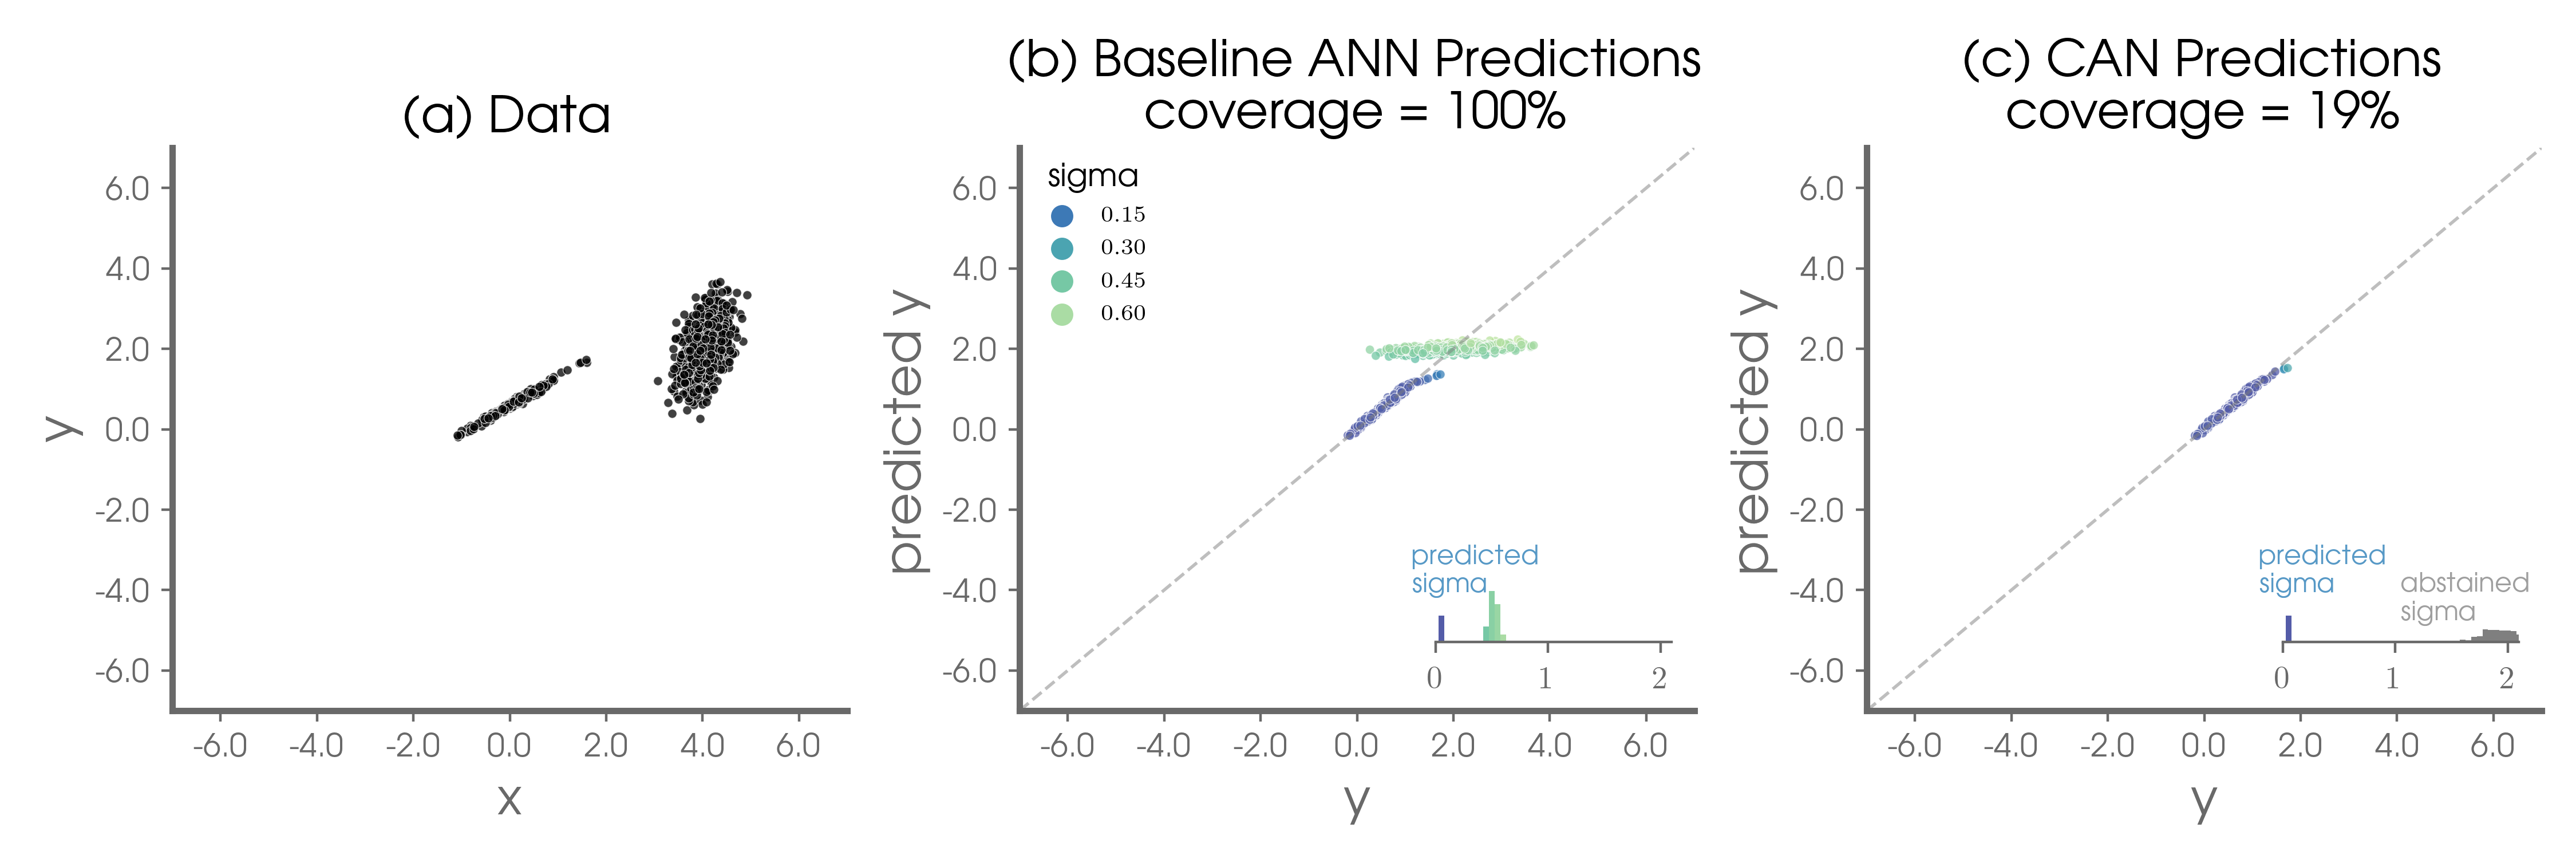 (a) Data
6.0
4.0
2.0
0.0
-2.0
-4.0
-6.0
y
-6.0 -4.0 -2.0 0.0 2.0 4.0 6.0
x
(b) Baseline ANN Predictions
coverage = 100%
6.0
4.0
2.0
0.0
-2.0
-4.0
-6.0
predicted y
sigma
0.15
0.30
0.45
0.60
predicted
sigma
0 1 2
-6.0 -4.0 -2.0 0.0 2.0 4.0 6.0
y
(c) CAN Predictions
coverage = 19%
6.0
4.0
2.0
0.0
-2.0
-4.0
-6.0
predicted y
predicted
sigma
abstained
sigma
0 1 2
-6.0 -4.0 -2.0 0.0 2.0 4.0 6.0
y